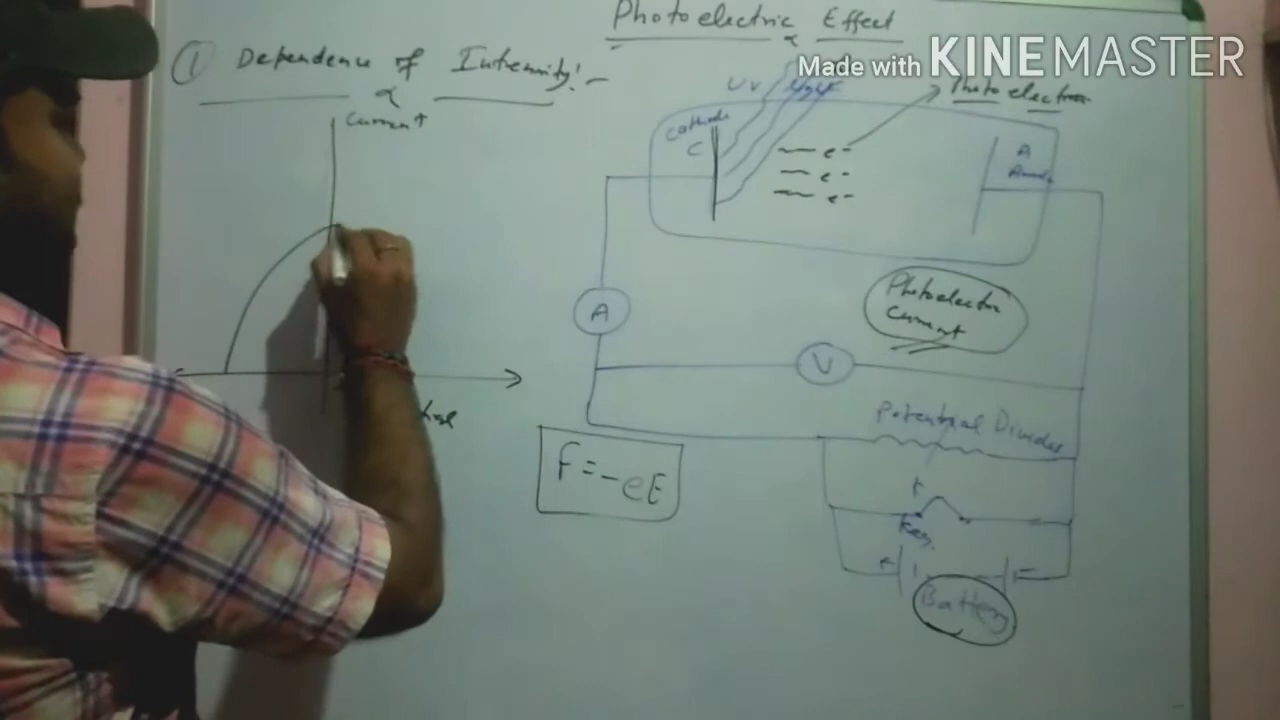 Photoelectric Effect
Made with KINEMASTER
① Dependence of Intensity:-
Current
UV light
Photo electron
Cathode
C
A
Anode
e-
e-
e-
A
Photoelectric
current
V
Potential Divider
F = -eE
K
Key
+
-
Battery